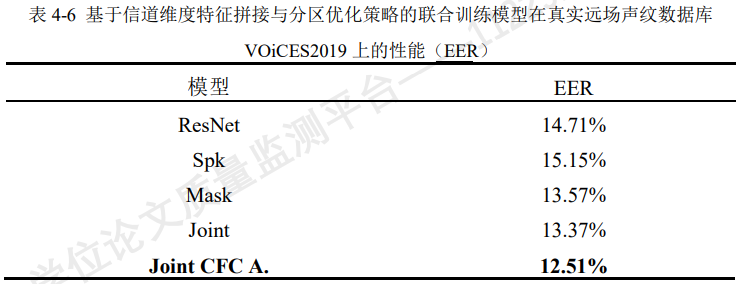 表 4-6 基于信道维度特征拼接与分区优化策略的联合训练模型在真实远场声纹数据库
VOiCES2019 上的性能（EER）
模型 EER
ResNet 14.71%
Spk 15.15%
Mask 13.57%
Joint 13.37%
Joint CFC A. 12.51%
学位论文质量监测平台